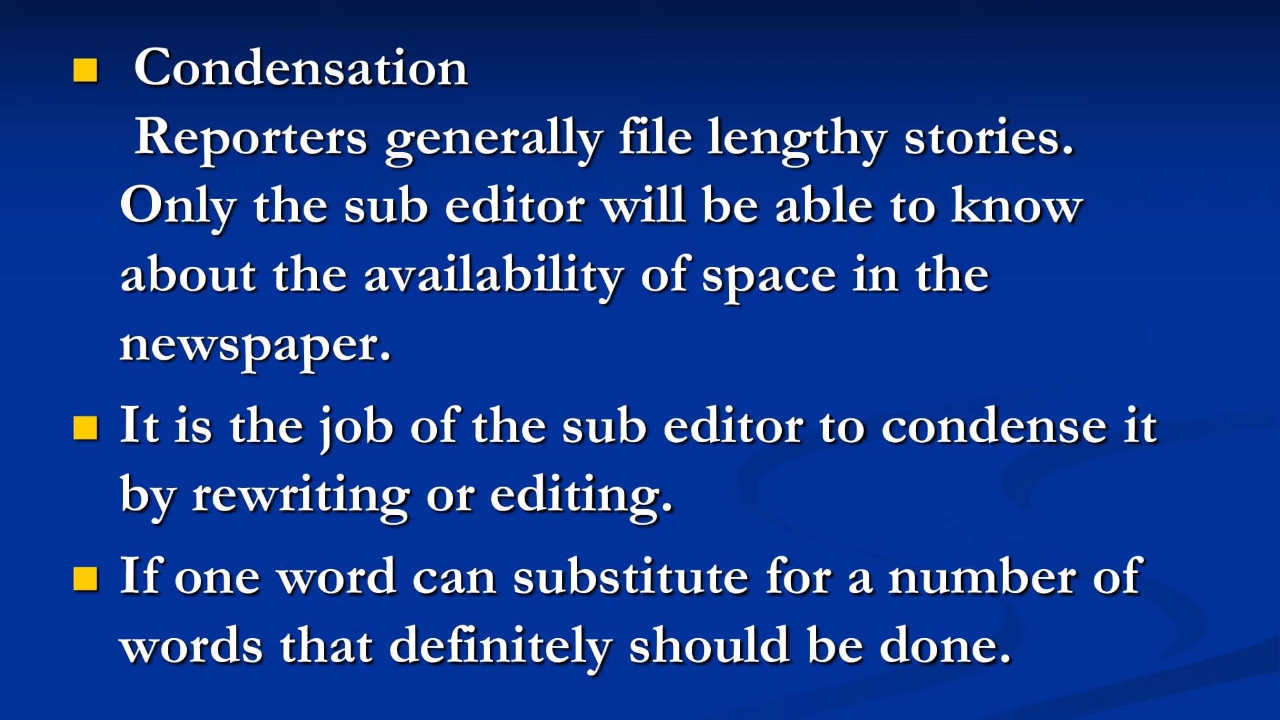 Condensation
Reporters generally file lengthy stories.
Only the sub editor will be able to know
about the availability of space in the
newspaper.
It is the job of the sub editor to condense it
by rewriting or editing.
If one word can substitute for a number of
words that definitely should be done.